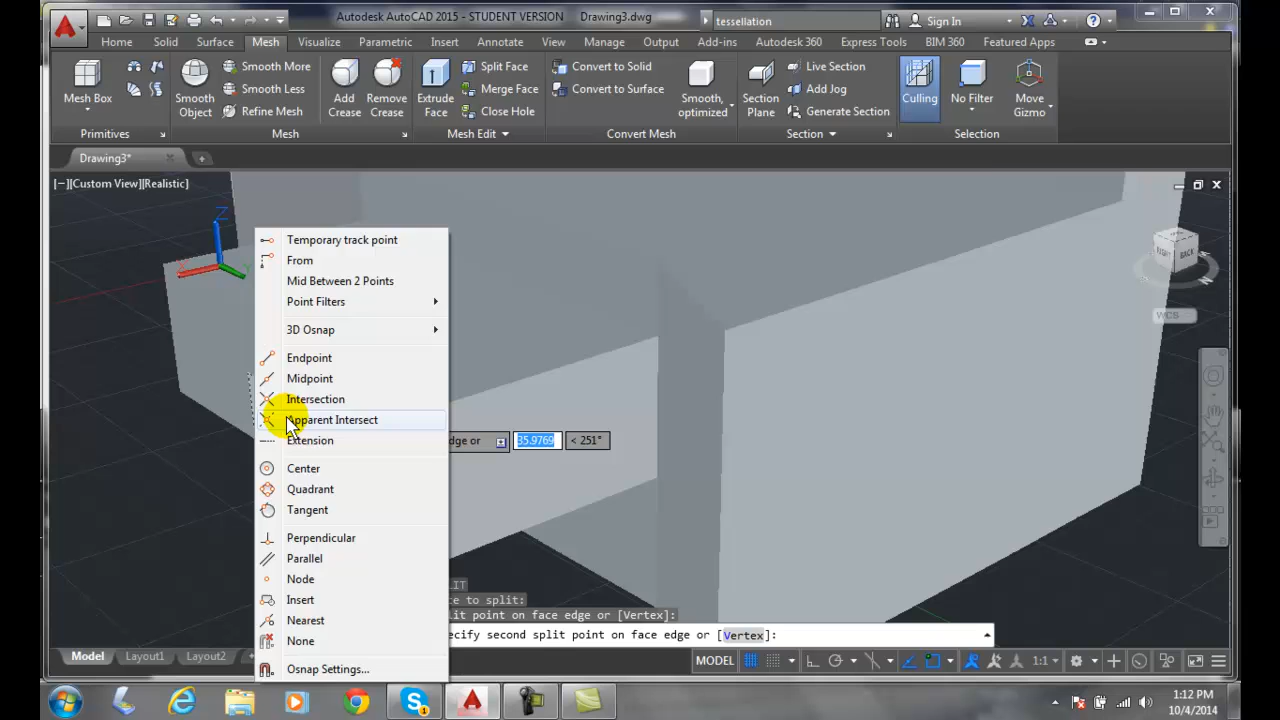 Autodesk AutoCAD 2015 - STUDENT VERSION Drawing3.dwg
tessellation
Sign In
Home Solid Surface Mesh Visualize Parametric Insert Annotate View Manage Output Add-ins Autodesk 360 Express Tools BIM 360 Featured Apps
Mesh Box
Smooth Object
Smooth More
Smooth Less
Refine Mesh
Add Crease
Remove Crease
Extrude Face
Split Face
Merge Face
Close Hole
Convert to Solid
Convert to Surface
Smooth, optimized
Section Plane
Live Section
Add Jog
Generate Section
Culling
No Filter
Move Gizmo
Primitives Mesh Mesh Edit Convert Mesh Section Selection
Drawing3*
[−][Custom View][Realistic]
Z
RIGHT BACK
WCS
Temporary track point
From
Mid Between 2 Points
Point Filters
3D Osnap
Endpoint
Midpoint
Intersection
Apparent Intersect
Extension
Center
Quadrant
Tangent
Perpendicular
Parallel
Node
Insert
Nearest
None
Osnap Settings...
edge or 35.9769 < 251°
LIT
ce to split:
lit point on face edge or [Vertex]:
ecify second split point on face edge or [Vertex]:
Model Layout1 Layout2
MODEL 1:1
1:12 PM
10/4/2014